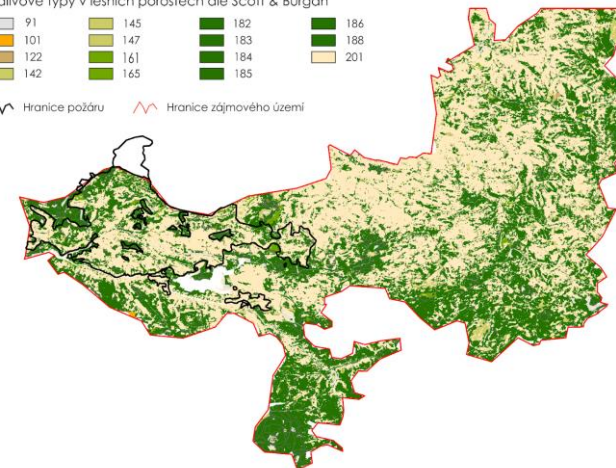 alivové typy v lesních porostech dle Scott & Burgan
91 145 182 186
101 147 183 188
122 161 184 201
142 165 185
Hranice požáru Hranice zájmového území